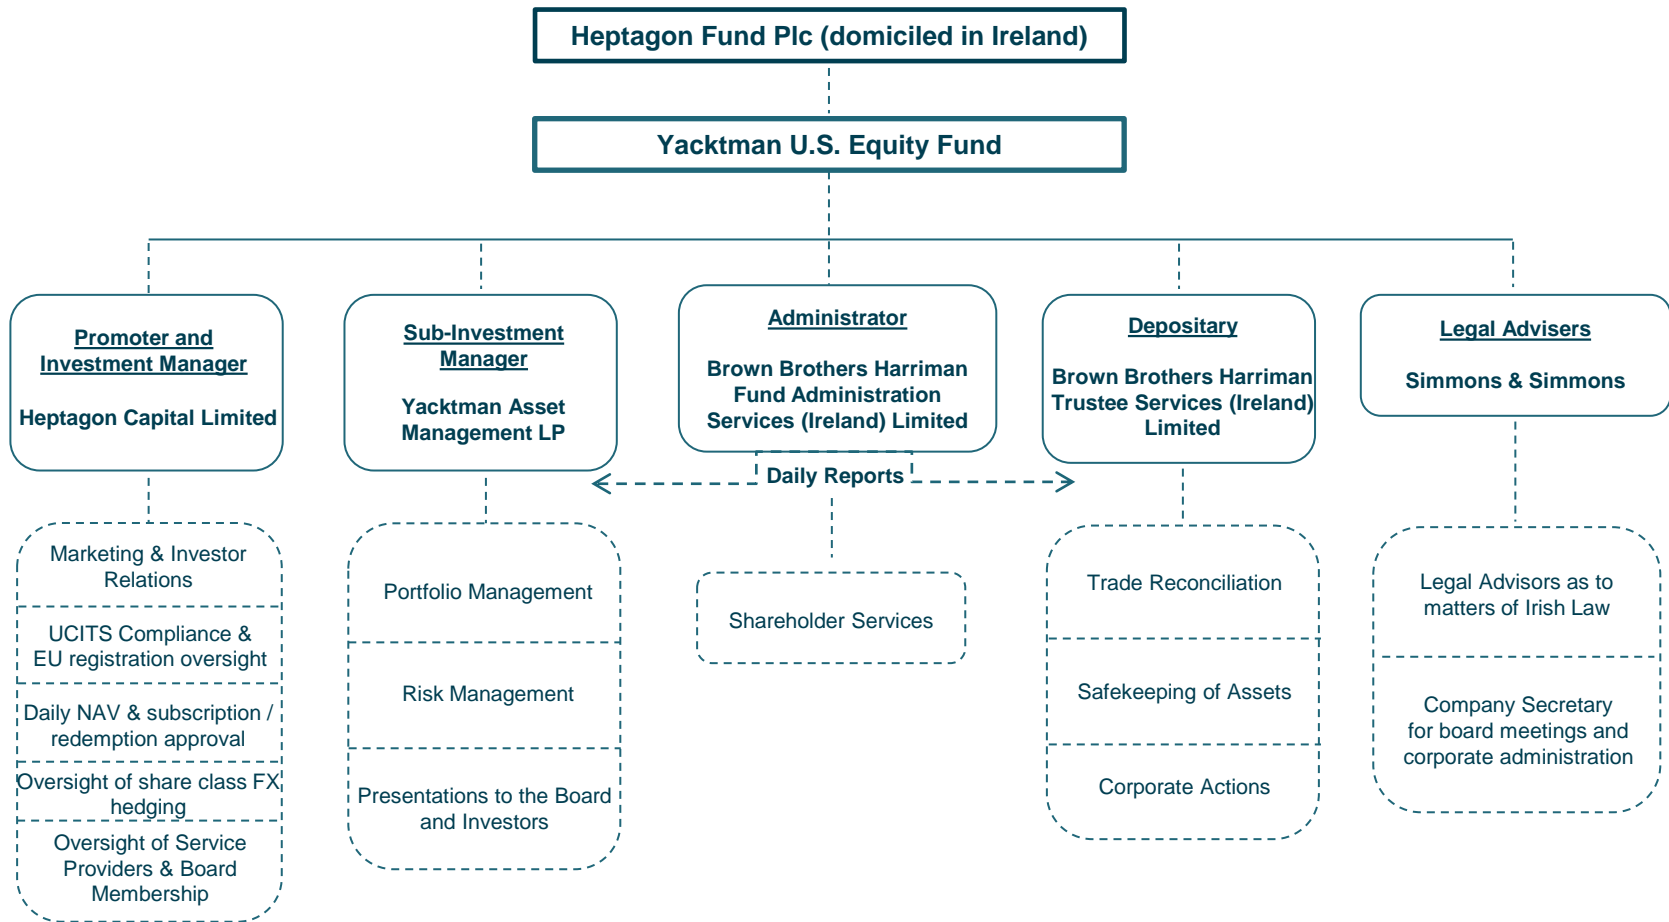 Heptagon Fund Plc (domiciled in Ireland)
Yacktman U.S. Equity Fund
Promoter and
Investment Manager
Heptagon Capital Limited
Sub-Investment
Manager
Yacktman Asset
Management LP
Administrator
Brown Brothers Harriman
Fund Administration
Services (Ireland) Limited
Depositary
Brown Brothers Harriman
Trustee Services (Ireland)
Limited
Legal Advisers
Simmons & Simmons
Daily Reports
Marketing & Investor
Relations
UCITS Compliance &
EU registration oversight
Daily NAV & subscription /
redemption approval
Oversight of share class FX
hedging
Oversight of Service
Providers & Board
Membership
Portfolio Management
Risk Management
Presentations to the Board
and Investors
Shareholder Services
Trade Reconciliation
Safekeeping of Assets
Corporate Actions
Legal Advisors as to
matters of Irish Law
Company Secretary
for board meetings and
corporate administration